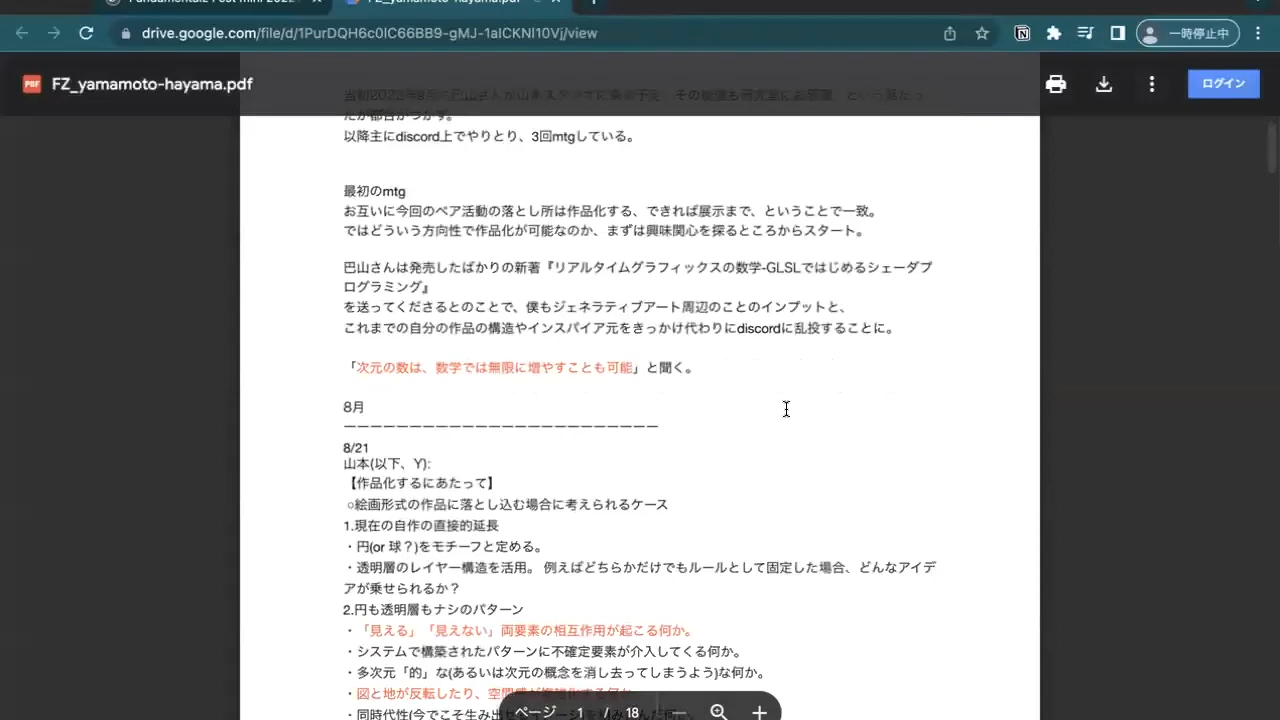 drive.google.com/file/d/1PurDQH6c0lC66BB9-gMJ-1alCKNl10Vj/view
一時停止中
PDF FZ_yamamoto-hayama.pdf
ログイン
以降主にdiscord上でやりとり、3回mtgしている。
最初のmtg
お互いに今回のペア活動の落とし所は作品化する、できれば展示まで、ということで一致。
ではどういう方向性で作品化が可能なのか、まずは興味関心を探るところからスタート。
巴山さんは発売したばかりの新著『リアルタイムグラフィックスの数学-GLSLではじめるシェーダプ
ログラミング』
を送ってくださるとのことで、僕もジェネラティブアート周辺のことのインプットと、
これまでの自分の作品の構造やインスパイア元をきっかけ代わりにdiscordに乱投することに。
「次元の数は、数学では無限に増やすことも可能」と聞く。
8月
ーーーーーーーーーーーーーーーーーーーーーーーー
8/21
山本(以下、Y):
【作品化するにあたって】
○絵画形式の作品に落とし込む場合に考えられるケース
1.現在の自作の直接的延長
・円(or 球？)をモチーフと定める。
・透明層のレイヤー構造を活用。 例えばどちらかだけでもルールとして固定した場合、どんなアイデ
アが乗せられるか？
2.円も透明層もナシのパターン
・「見える」「見えない」両要素の相互作用が起こる何か。
・システムで構築されたパターンに不確定要素が介入してくる何か。
・多次元「的」な(あるいは次元の概念を消し去ってしまうよう)な何か。
・図と地が反転したり、空間感が
・同時代性(今でこそ生み出
ページ 1 / 18